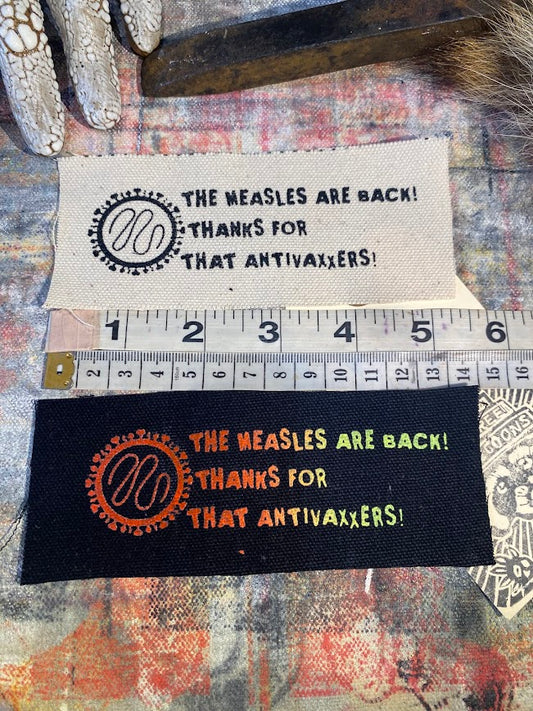 THE MEASLES ARE BACK!
THANKS FOR
THAT ANTIVAXXERS!
1 2 3 4 5 6
2 3 4 5 6 7 8 9 10 11 12 13 14 15 16
THE MEASLES ARE BACK!
THANKS FOR
THAT ANTIVAXXERS!